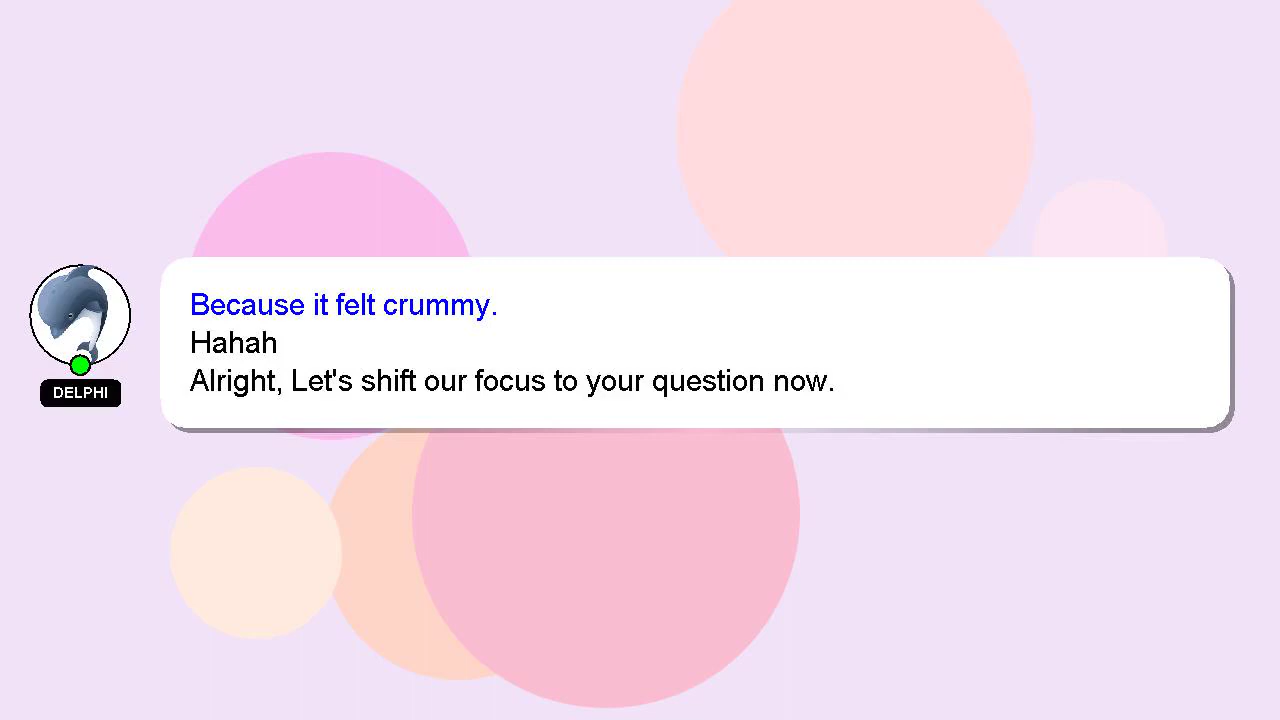 Because it felt crummy.
Hahah
Alright, Let's shift our focus to your question now.
DELPHI